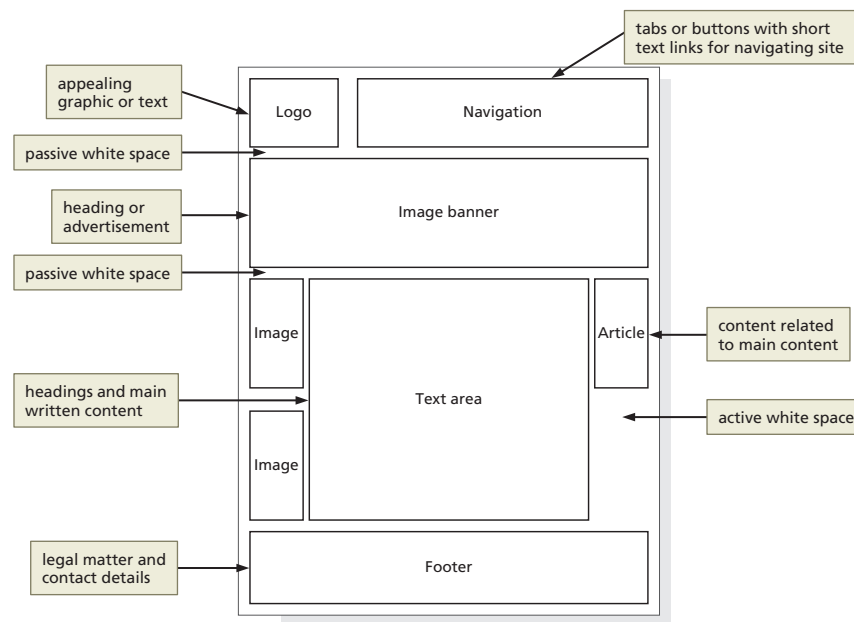 tabs or buttons with short
text links for navigating site
appealing
graphic or text
Logo
Navigation
passive white space
heading or
advertisement
Image banner
passive white space
Image
Article
content related
to main content
headings and main
written content
Text area
active white space
Image
legal matter and
contact details
Footer